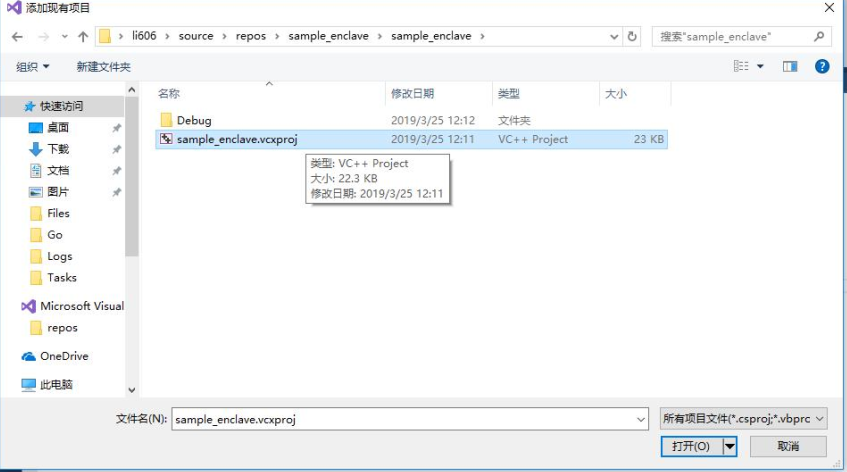 添加现有项目
li606 › source › repos › sample_enclave › sample_enclave ›
搜索"sample_enclave"
组织 新建文件夹
名称 修改日期 类型 大小
快速访问
桌面
下载
文档
图片
Files
Go
Logs
Tasks
Microsoft Visual
repos
OneDrive
此电脑
Debug 2019/3/25 12:12 文件夹
sample_enclave.vcxproj 2019/3/25 12:11 VC++ Project 23 KB
类型: VC++ Project
大小: 22.3 KB
修改日期: 2019/3/25 12:11
文件名(N): sample_enclave.vcxproj 所有项目文件(*.csproj;*.vbprc
打开(O) 取消